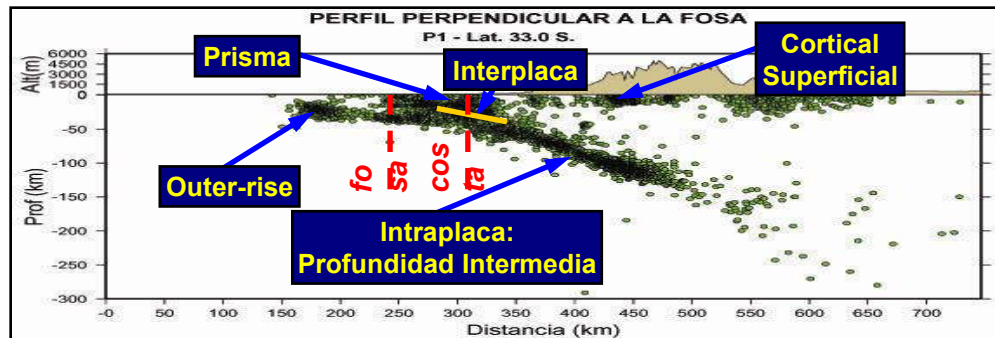 PERFIL PERPENDICULAR A LA FOSA
P1 - Lat. 33.0 S.
Prisma
Interplaca
Cortical
Superficial
Alt(m)
6000
4500
3000
1500
0
fo
sa
cos
ta
Outer-rise
Intraplaca:
Profundidad Intermedia
Prof (km)
-50
-100
-150
-200
-250
-300
-0
50
100
150
200
250
300
350
400
450
500
550
600
650
700
Distancia (km)